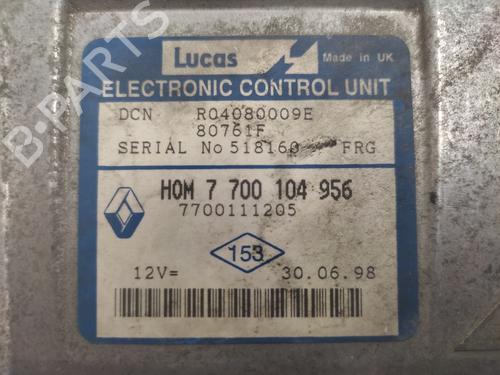 B-PARTS
Lucas Made in UK
ELECTRONIC CONTROL UNIT
DCN R04080009E
80761F
SERIAL No 518160 FRG
HOM 7 700 104 956
7700111205
153
12V= 30.06.98